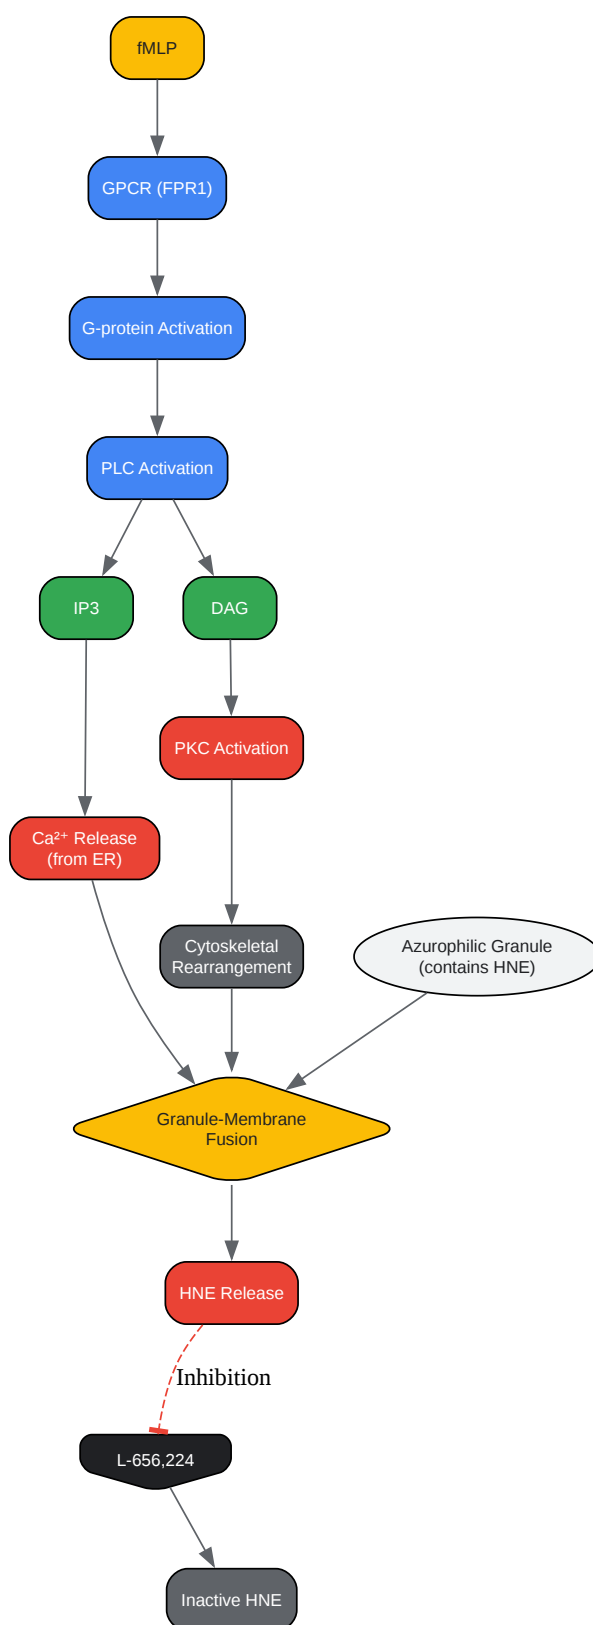 fMLP
GPCR (FPR1)
G-protein Activation
PLC Activation
IP3
DAG
PKC Activation
Ca²⁺ Release
(from ER)
Cytoskeletal
Rearrangement
Azurophilic Granule
(contains HNE)
Granule-Membrane
Fusion
HNE Release
Inhibition
L-656,224
Inactive HNE